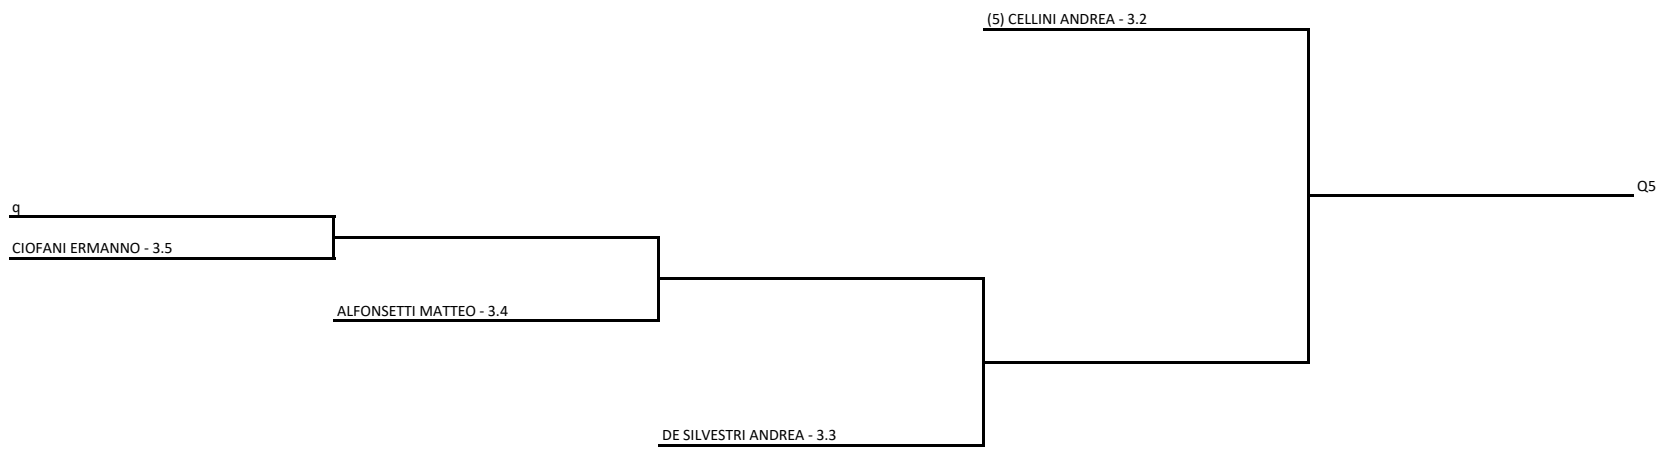 (5) CELLINI ANDREA - 3.2
Q5
q
CIOFANI ERMANNO - 3.5
ALFONSETTI MATTEO - 3.4
DE SILVESTRI ANDREA - 3.3